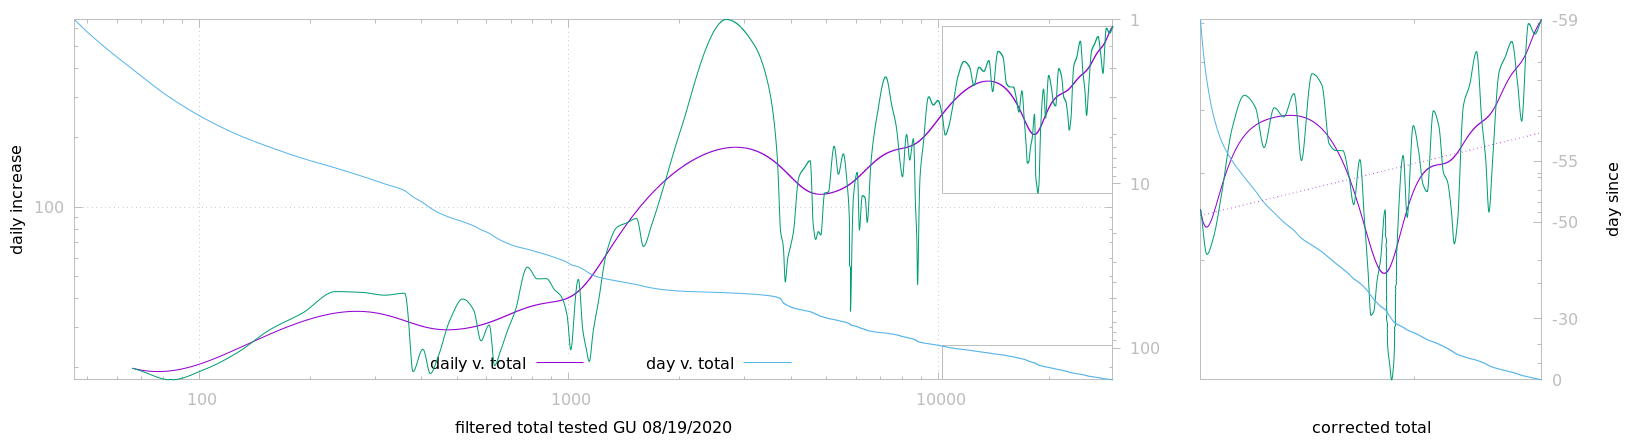 1
-59
daily increase
100
10
-55
-50
day since
-30
100
0
daily v. total
day v. total
100
1000
10000
filtered total tested GU 08/19/2020
corrected total